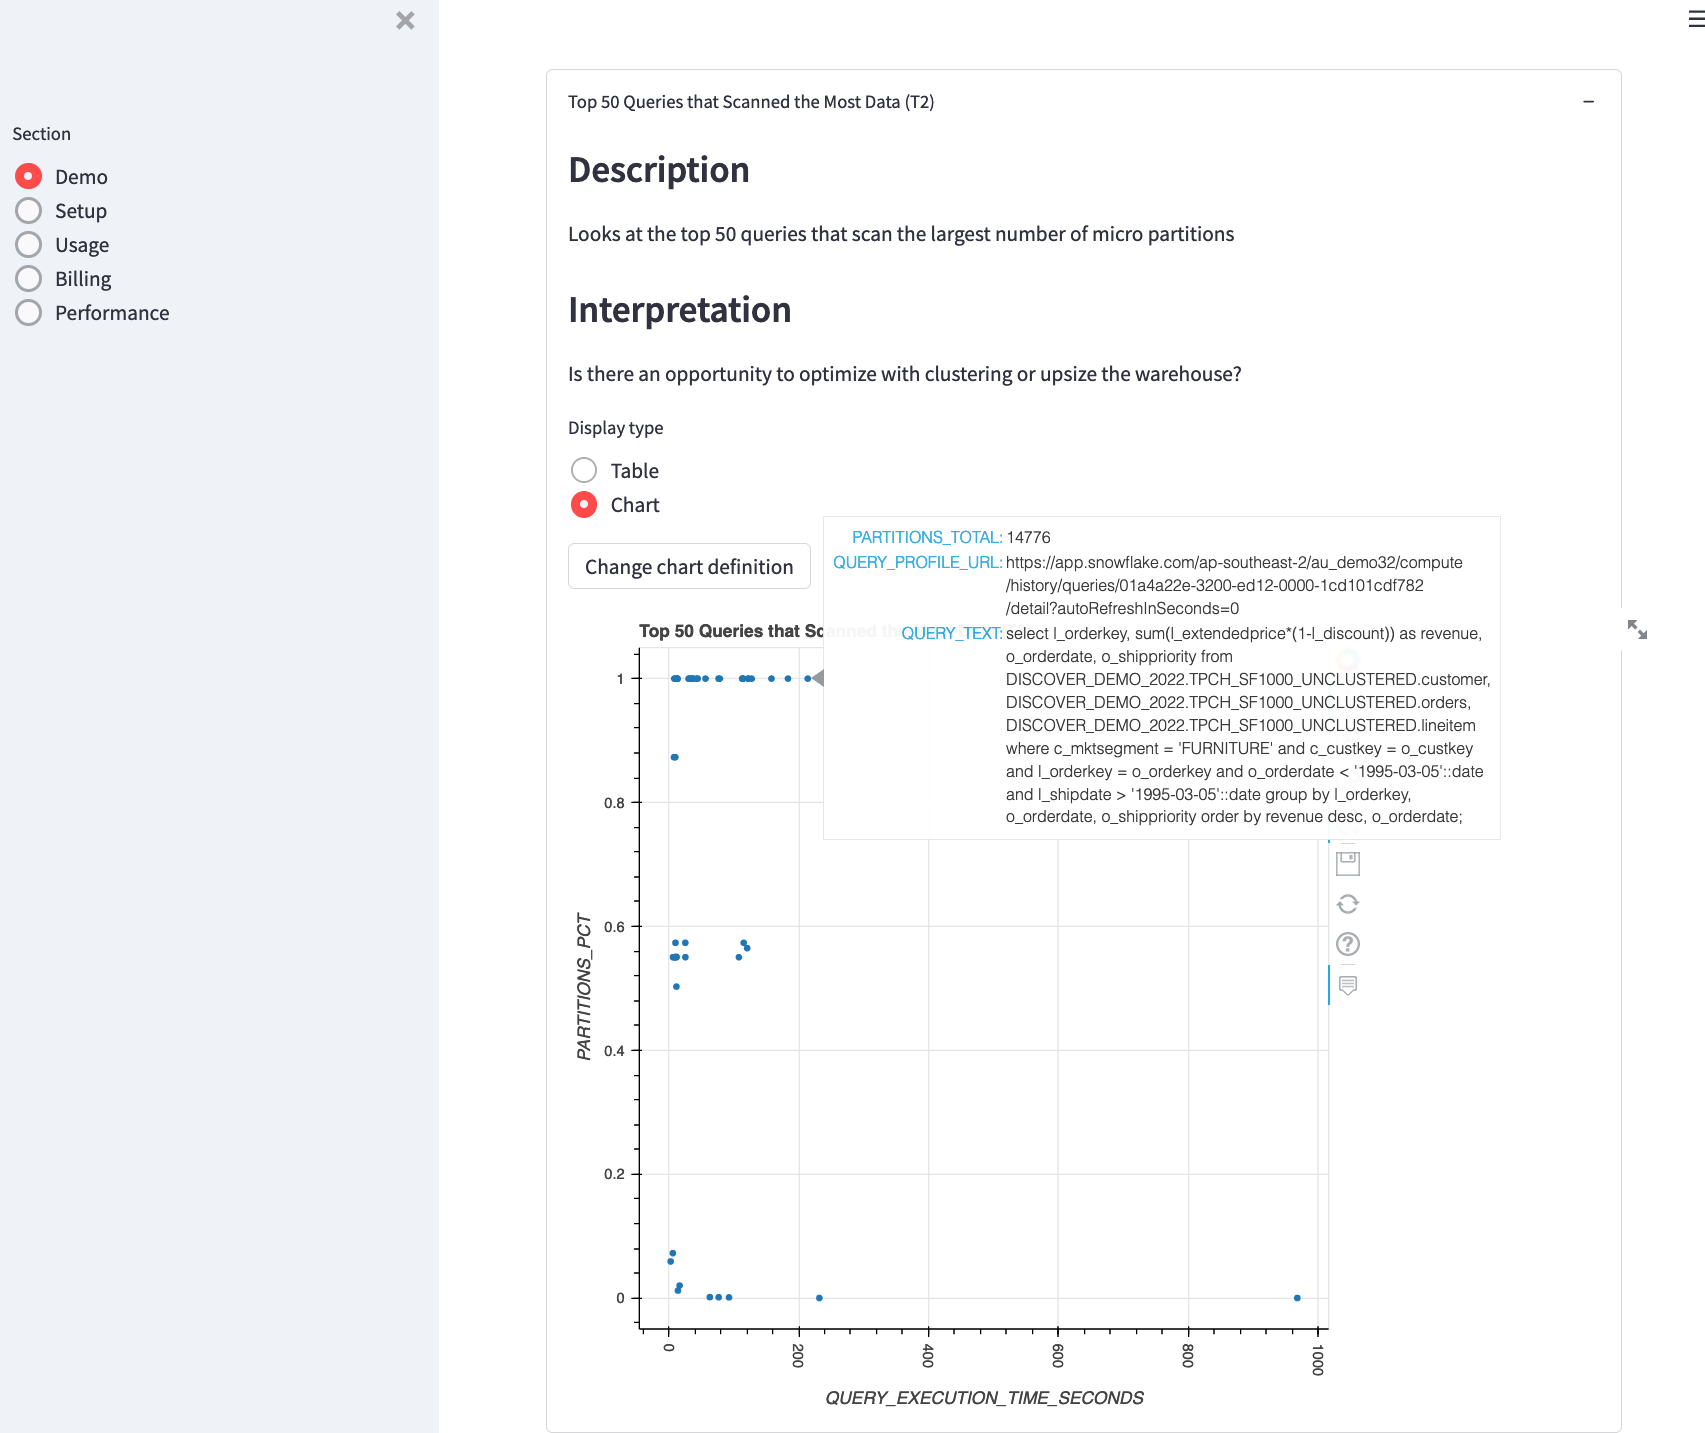 Section
Demo
Setup
Usage
Billing
Performance
Top 50 Queries that Scanned the Most Data (T2)
Description
Looks at the top 50 queries that scan the largest number of micro partitions
Interpretation
Is there an opportunity to optimize with clustering or upsize the warehouse?
Display type
Table
Chart
Change chart definition
PARTITIONS_TOTAL: 14776
QUERY_PROFILE_URL: https://app.snowflake.com/ap-southeast-2/au_demo32/compute
/history/queries/01a4a22e-3200-ed12-0000-1cd101cdf782
/detail?autoRefreshInSeconds=0
QUERY_TEXT: select l_orderkey, sum(l_extendedprice*(1-l_discount)) as revenue,
o_orderdate, o_shippriority from
DISCOVER_DEMO_2022.TPCH_SF1000_UNCLUSTERED.customer,
DISCOVER_DEMO_2022.TPCH_SF1000_UNCLUSTERED.orders,
DISCOVER_DEMO_2022.TPCH_SF1000_UNCLUSTERED.lineitem
where c_mktsegment = 'FURNITURE' and c_custkey = o_custkey
and l_orderkey = o_orderkey and o_orderdate < '1995-03-05'::date
and l_shipdate > '1995-03-05'::date group by l_orderkey,
o_orderdate, o_shippriority order by revenue desc, o_orderdate;
Top 50 Queries that Scanned the
1
0.8
0.6
0.4
0.2
0
PARTITIONS_PCT
0
200
400
600
800
1000
QUERY_EXECUTION_TIME_SECONDS